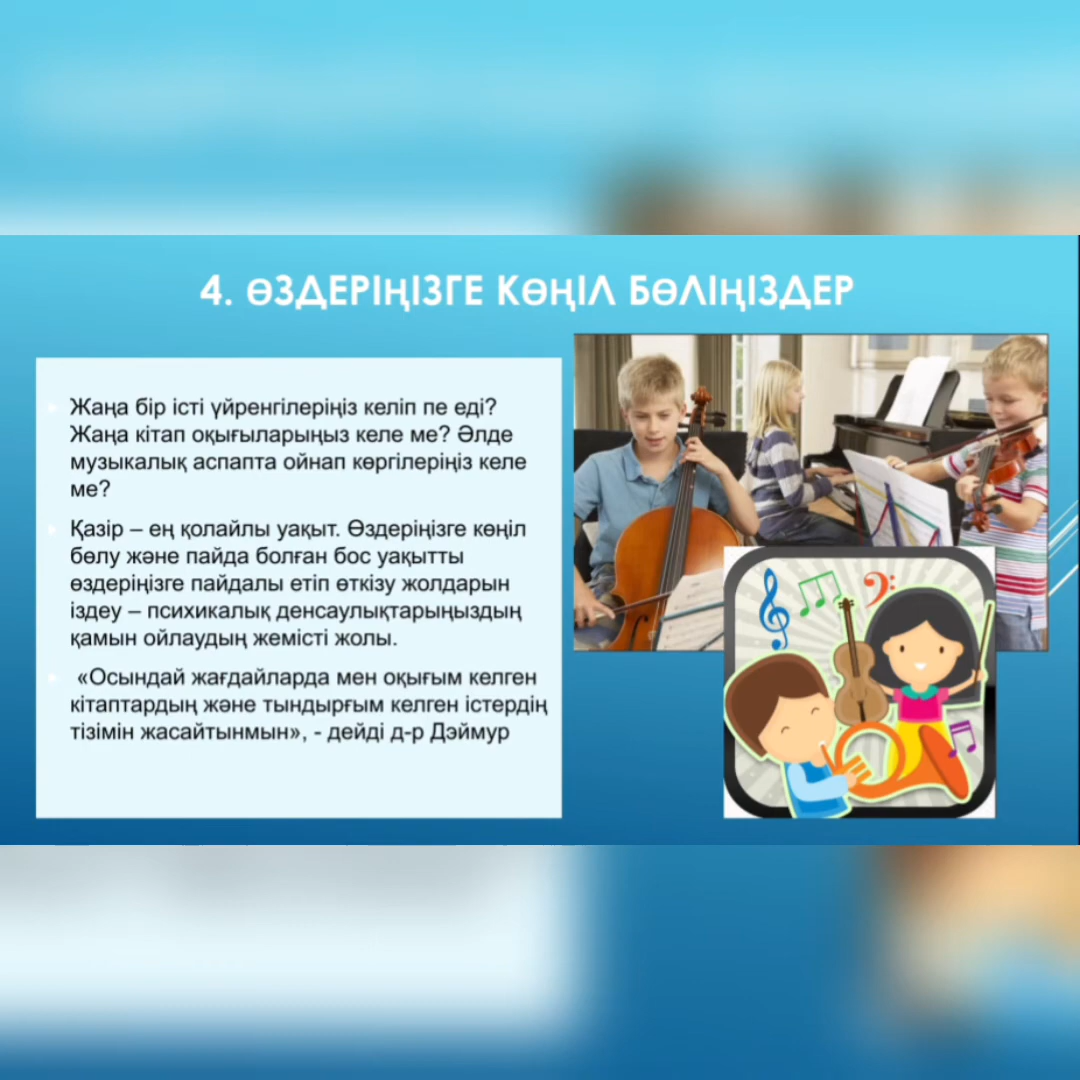 4. ӨЗДЕРІҢІЗГЕ КӨҢІЛ БӨЛІҢІЗДЕР
Жаңа бір істі үйренгілеріңіз келіп пе еді?
Жаңа кітап оқығыларыңыз келе ме? Әлде
музыкалық аспапта ойнап көргілеріңіз келе
ме?
Қазір – ең қолайлы уақыт. Өздеріңізге көңіл
бөлу және пайда болған бос уақытты
өздеріңізге пайдалы етіп өткізу жолдарын
іздеу – психикалық денсаулықтарыңыздың
қамын ойлаудың жемісті жолы.
«Осындай жағдайларда мен оқығым келген
кітаптардың және тындырғым келген істердің
тізімін жасайтынмын», - дейді д-р Дэймур